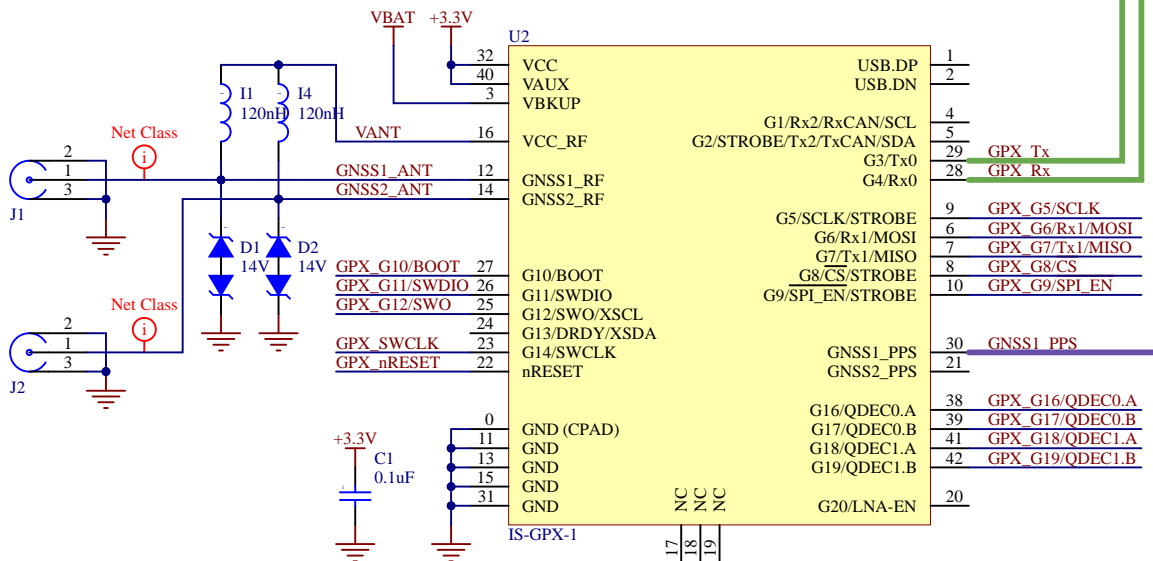 VBAT +3.3V
U2
32 VCC USB.DP 1
40 VAUX USB.DN 2
3 VBKUP
I1 I4
120nH 120nH
G1/Rx2/RxCAN/SCL 4
VANT 16 VCC_RF G2/STROBE/Tx2/TxCAN/SDA 5
Net Class
i
G3/Tx0 29 GPX_Tx
2
1 GNSS1_ANT 12 GNSS1_RF G4/Rx0 28 GPX_Rx
3 GNSS2_ANT 14 GNSS2_RF
J1
G5/SCLK/STROBE 9 GPX_G5/SCLK
G6/Rx1/MOSI 6 GPX_G6/Rx1/MOSI
D1 D2
14V 14V
G7/Tx1/MISO 7 GPX_G7/Tx1/MISO
GPX_G10/BOOT 27 G10/BOOT G8/CS/STROBE 8 GPX_G8/CS
GPX_G11/SWDIO 26 G11/SWDIO G9/SPI_EN/STROBE 10 GPX_G9/SPI_EN
Net Class
i
GPX_G12/SWO 25 G12/SWO/XSCL
2
24 G13/DRDY/XSDA
1 GPX_SWCLK 23 G14/SWCLK GNSS1_PPS 30 GNSS1_PPS
3 GPX_nRESET 22 nRESET GNSS2_PPS 21
J2
G16/QDEC0.A 38 GPX_G16/QDEC0.A
0 GND (CPAD) G17/QDEC0.B 39 GPX_G17/QDEC0.B
+3.3V 11 GND G18/QDEC1.A 41 GPX_G18/QDEC1.A
C1
0.1uF
13 GND G19/QDEC1.B 42 GPX_G19/QDEC1.B
15 GND
31 GND NC NC NC G20/LNA-EN 20
IS-GPX-1
17 18 19